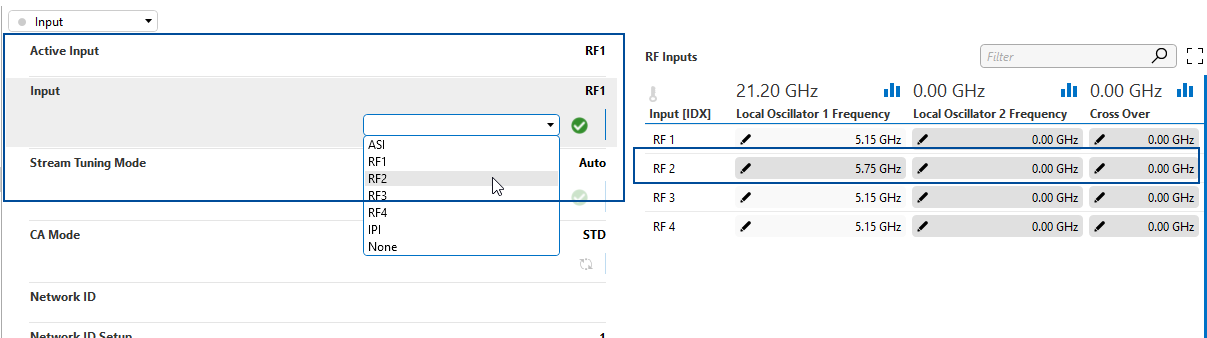 Input
Active Input RF1
Input RF1
ASI
RF1
RF2
RF3
RF4
IPI
None
Stream Tuning Mode Auto
CA Mode STD
Network ID
Network ID Setup 1
RF Inputs Filter
21.20 GHz 0.00 GHz 0.00 GHz
Input [IDX] Local Oscillator 1 Frequency Local Oscillator 2 Frequency Cross Over
RF 1 5.15 GHz 0.00 GHz 0.00 GHz
RF 2 5.75 GHz 0.00 GHz 0.00 GHz
RF 3 5.15 GHz 0.00 GHz 0.00 GHz
RF 4 5.15 GHz 0.00 GHz 0.00 GHz